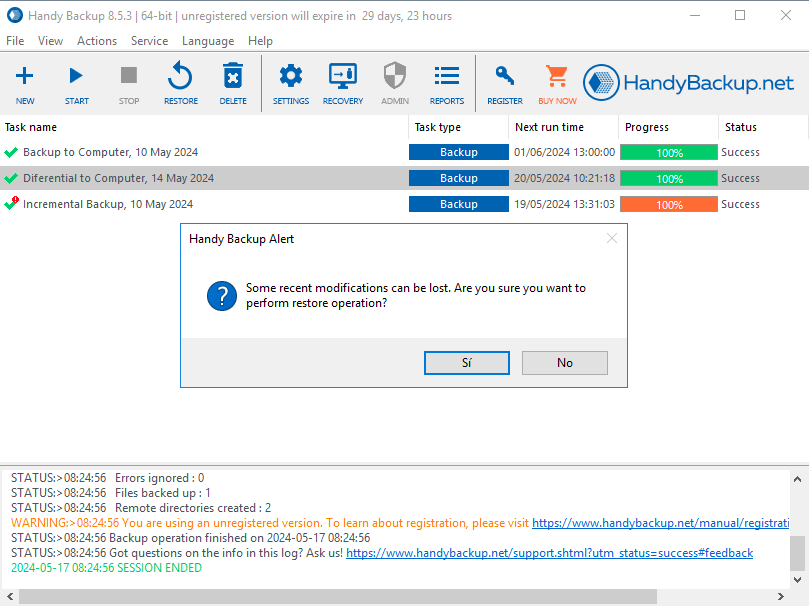 Handy Backup 8.5.3 | 64-bit | unregistered version will expire in 29 days, 23 hours
File View Actions Service Language Help
NEW START STOP RESTORE DELETE SETTINGS RECOVERY ADMIN REPORTS REGISTER BUY NOW HandyBackup.net
Task name Task type Next run time Progress Status
Backup to Computer, 10 May 2024 Backup 01/06/2024 13:00:00 100% Success
Diferential to Computer, 14 May 2024 Backup 20/05/2024 10:21:18 100% Success
Incremental Backup, 10 May 2024 Backup 19/05/2024 13:31:03 100% Success
Handy Backup Alert
Some recent modifications can be lost. Are you sure you want to
perform restore operation?
Sí No
STATUS:>08:24:56 Errors ignored : 0
STATUS:>08:24:56 Files backed up : 1
STATUS:>08:24:56 Remote directories created : 2
WARNING:>08:24:56 You are using an unregistered version. To learn about registration, please visit https://www.handybackup.net/manual/registrati
STATUS:>08:24:56 Backup operation finished on 2024-05-17 08:24:56
STATUS:>08:24:56 Got questions on the info in this log? Ask us! https://www.handybackup.net/support.shtml?utm_status=success#feedback
2024-05-17 08:24:56 SESSION ENDED